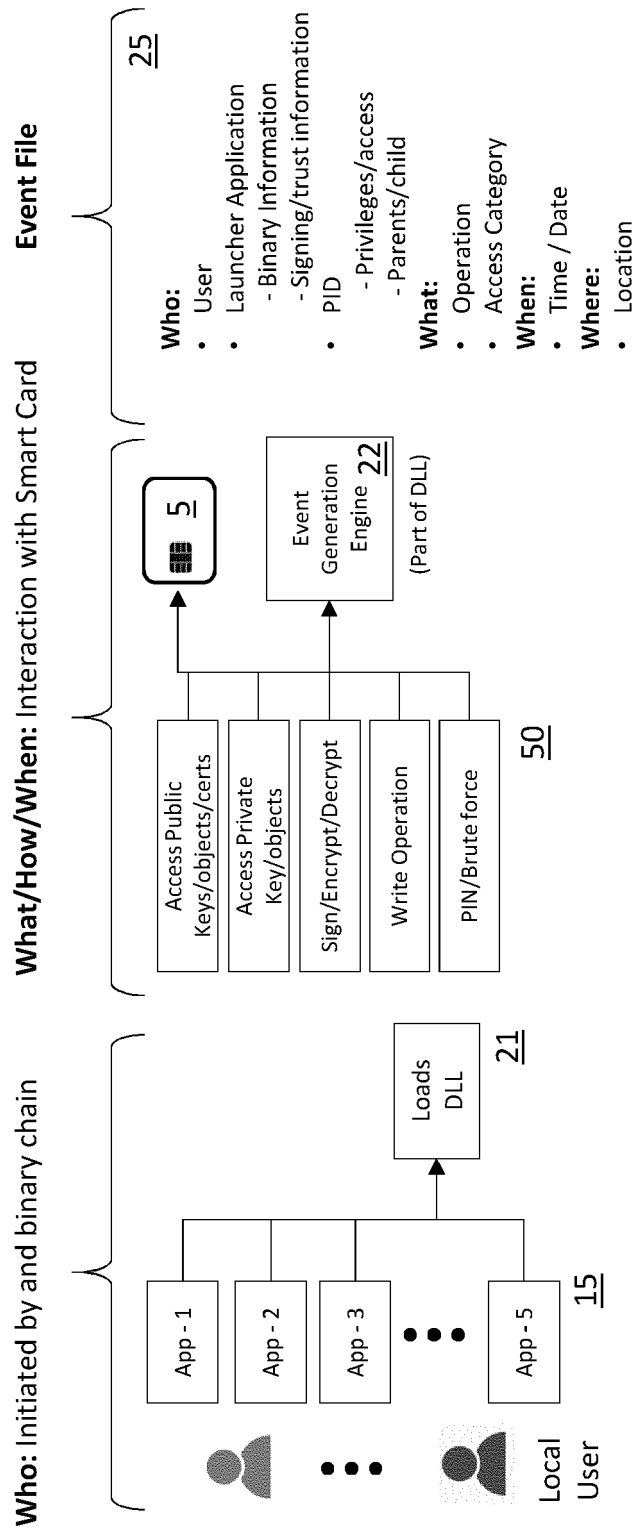 Who: Initiated by and binary chain
App - 1
App - 2
App - 3
App - 5
15
Local
User
Loads
DLL
21
What/How/When: Interaction with Smart Card
Access Public
Keys/objects/certs
Access Private
Key/objects
Sign/Encrypt/Decrypt
Write Operation
PIN/Bruteforce
50
5
Event
Generation
Engine
22
(Part of DLL)
Event File
25
Who:
• User
• Launcher Application
- Binary Information
- Signing/trust information
• PID
- Privileges/access
- Parents/child
What:
• Operation
• Access Category
When:
• Time / Date
Where:
• Location